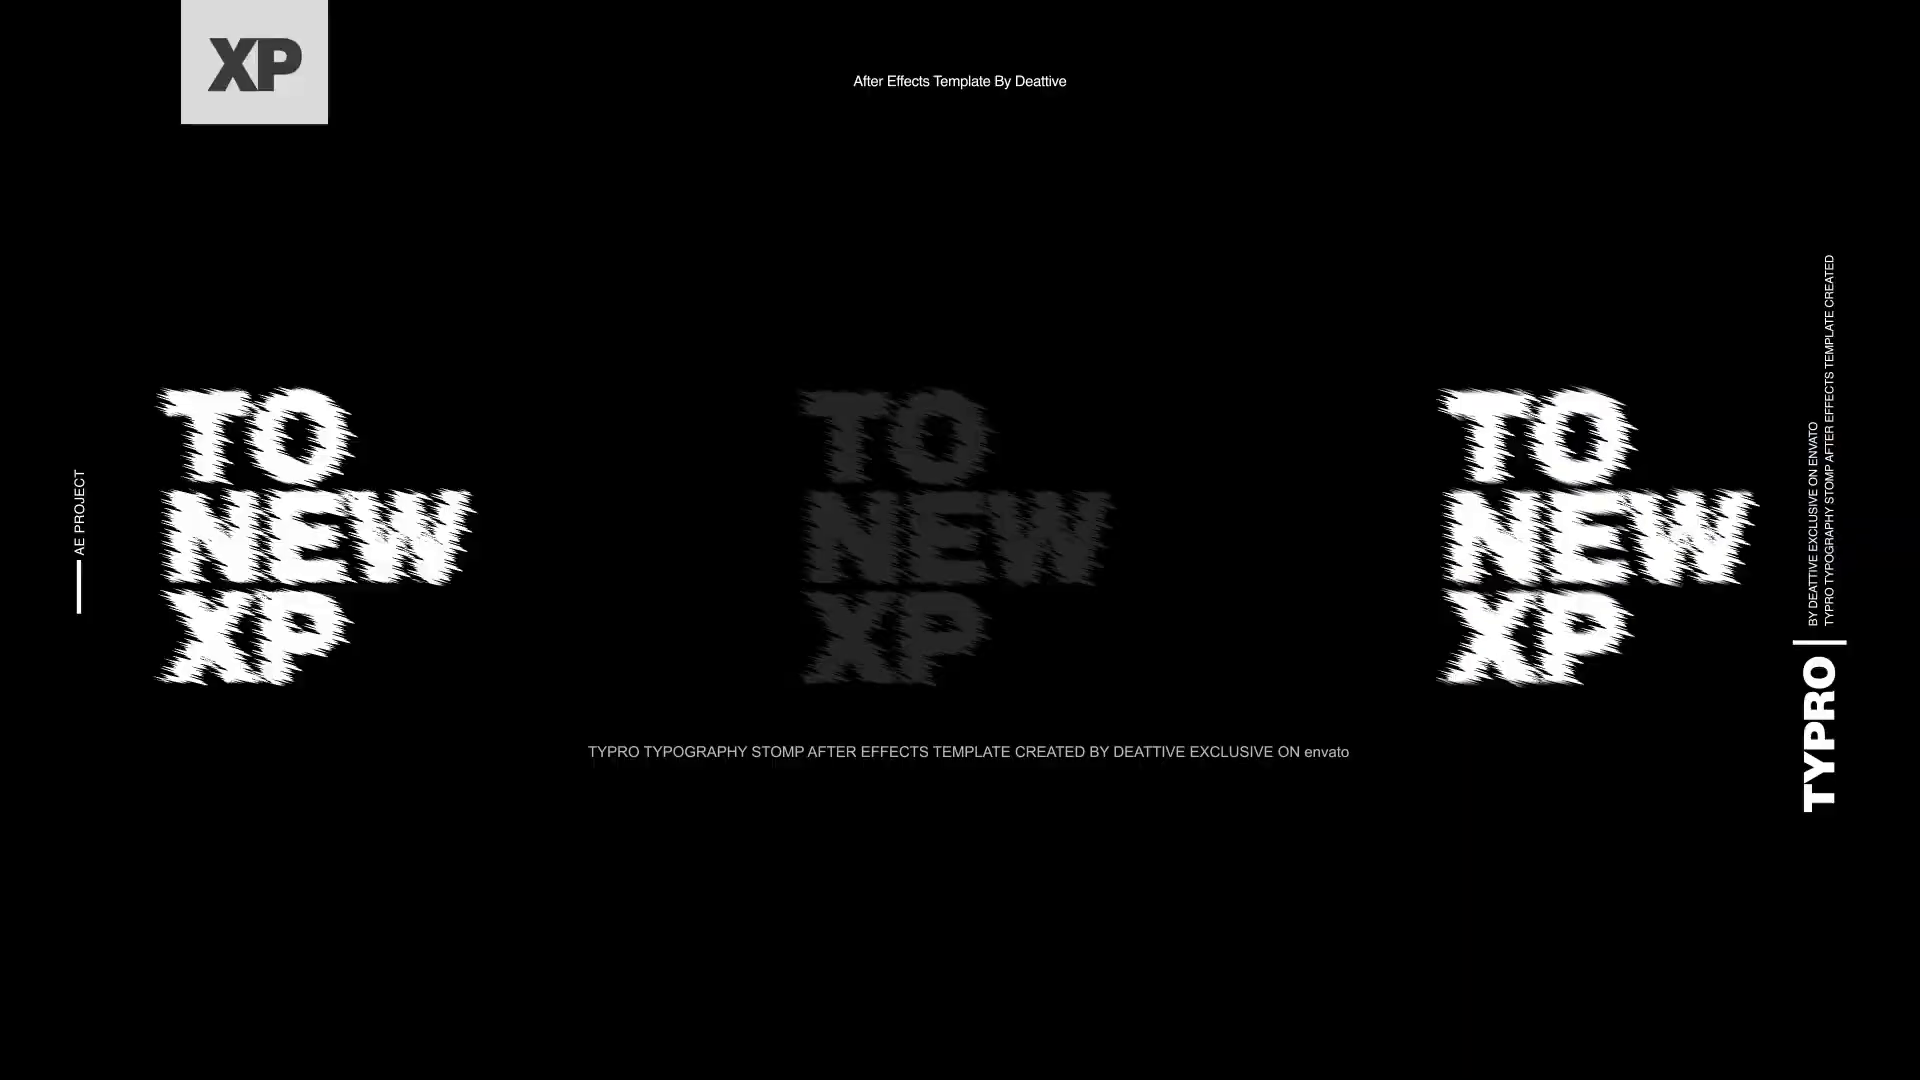 XP
After Effects Template By Deattive
AE PROJECT
TO
NEW
XP
TO
NEW
XP
TO
NEW
XP
TYPRO TYPOGRAPHY STOMP AFTER EFFECTS TEMPLATE CREATED BY DEATTIVE EXCLUSIVE ON envato
BY DEATTIVE EXCLUSIVE ON ENVATO
TYPRO TYPOGRAPHY STOMP AFTER EFFECTS TEMPLATE CREATED
TYPRO